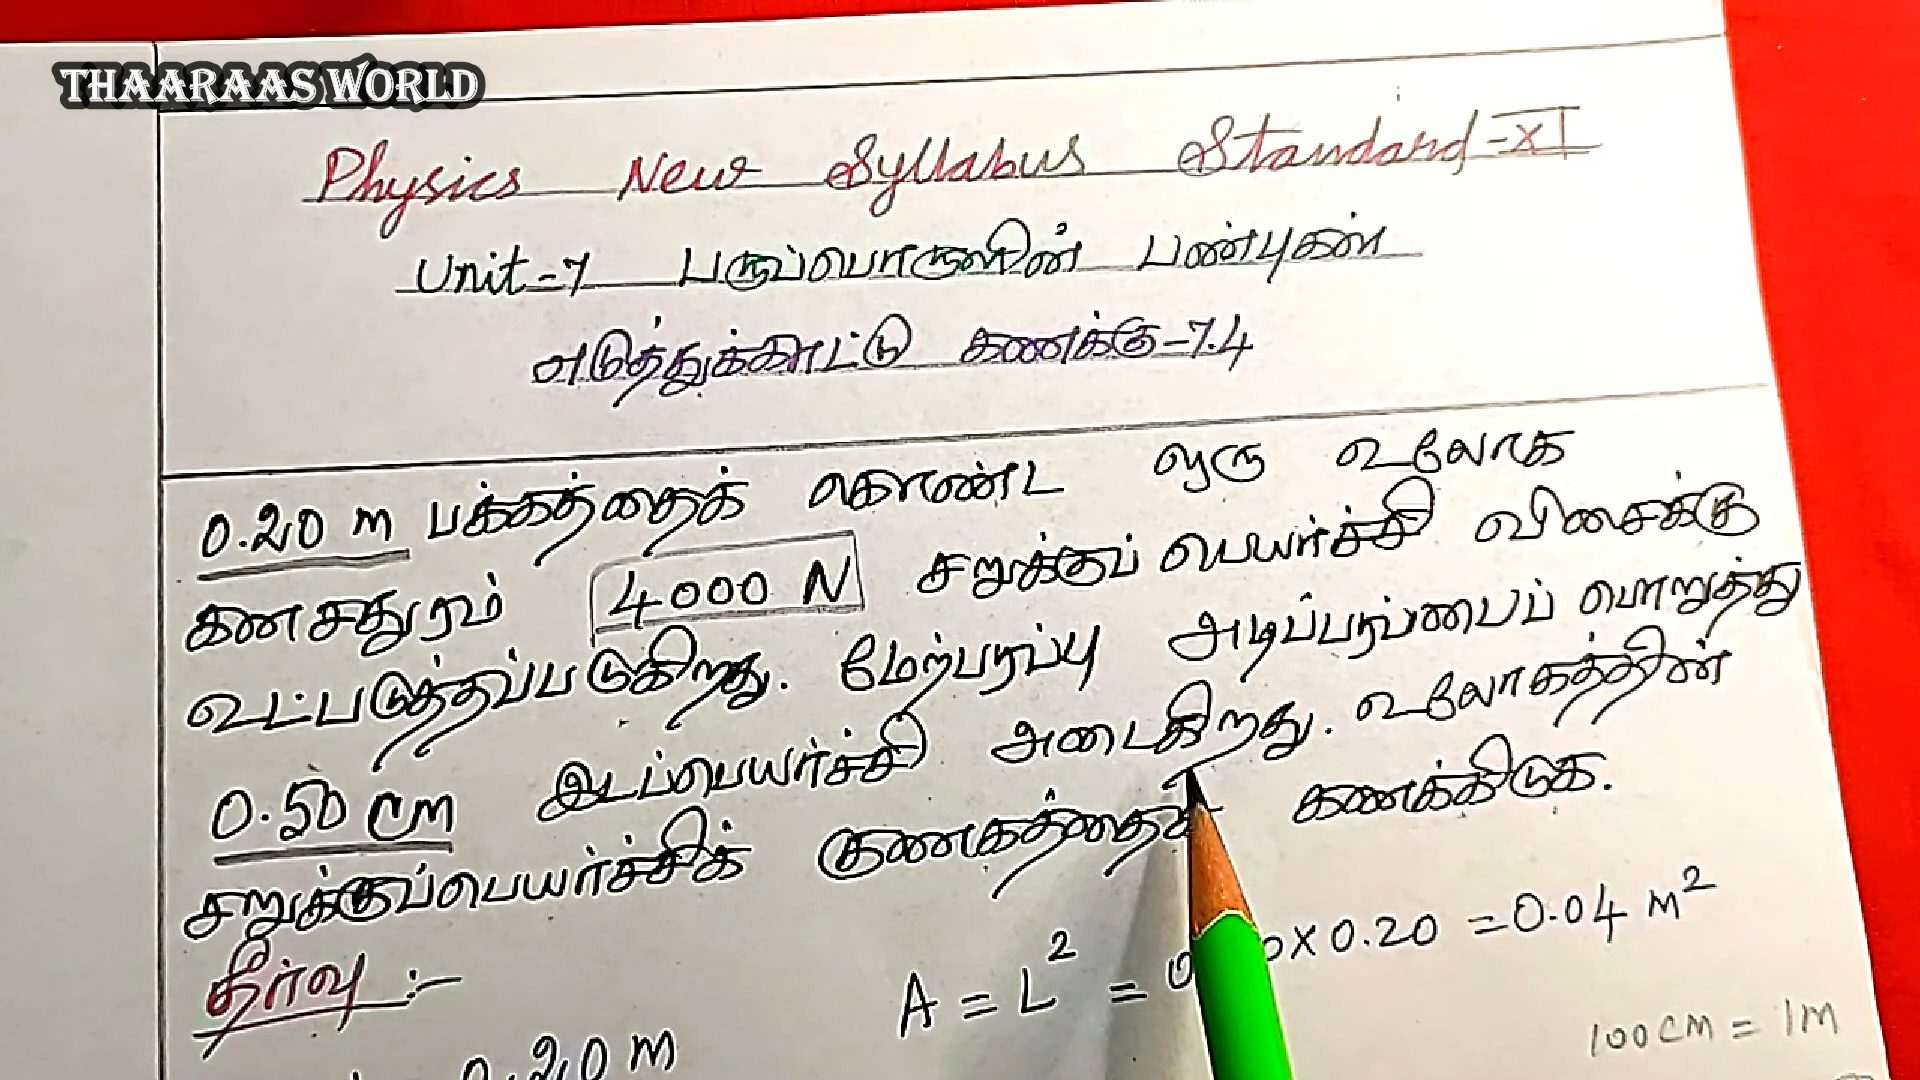 THAARAAS WORLD
Physics New Syllabus Standard-XI
Unit-7 பருப்பொருளின் பண்புகள்
எடுத்துக்காட்டு கணக்கு-7.4
0.20 m பக்கத்தைக் கொண்ட ஒரு உலோக
கனசதுரம் 4000 N சறுக்குப் பெயர்ச்சி விசைக்கு
உட்படுத்தப்படுகிறது. மேற்பரப்பு அடிப்பரப்பைப் பொறுத்து
0.50 cm இடப்பெயர்ச்சி அடைகிறது. உலோகத்தின்
சறுக்குப்பெயர்ச்சிக் குணகத்தைக் கணக்கிடுக.
தீர்வு :-
A = L² = 0 0 X 0.20 = 0.04 m²
0.20 m
100 cm = 1 m